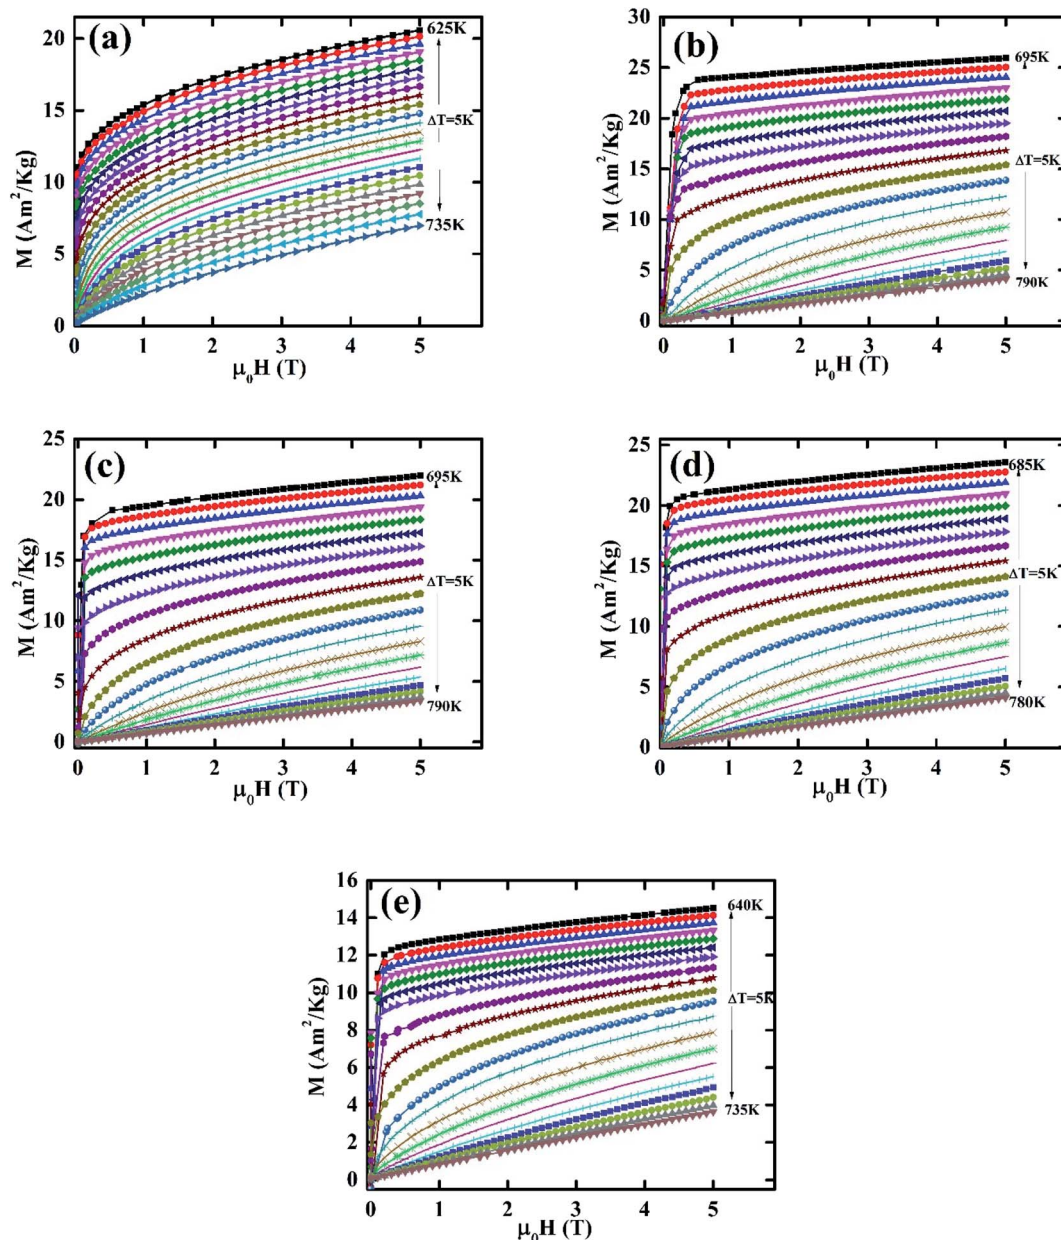 (a)
625K
ΔT=5K
735K
20
15
10
5
0
0 1 2 3 4 5
M (Am²/Kg)
μ₀H (T)
(b)
695K
ΔT=5K
790K
30
25
20
15
10
5
0
0 1 2 3 4 5
M (Am²/Kg)
μ₀H (T)
(c)
695K
ΔT=5K
790K
25
20
15
10
5
0
0 1 2 3 4 5
M (Am²/Kg)
μ₀H (T)
(d)
685K
ΔT=5K
780K
25
20
15
10
5
0
0 1 2 3 4 5
M (Am²/Kg)
μ₀H (T)
(e)
640K
ΔT=5K
735K
16
14
12
10
8
6
4
2
0
0 1 2 3 4 5
M (Am²/Kg)
μ₀H (T)